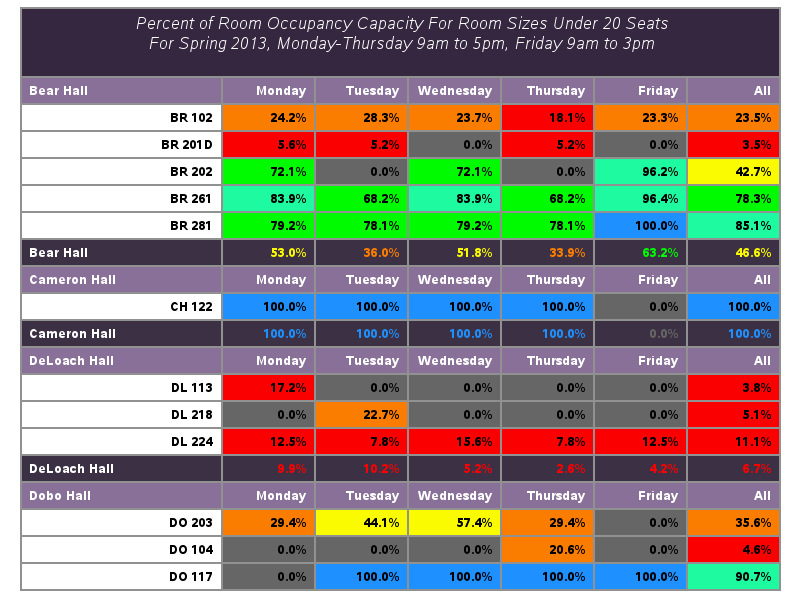 Percent of Room Occupancy Capacity For Room Sizes Under 20 Seats
For Spring 2013, Monday-Thursday 9am to 5pm, Friday 9am to 3pm
Bear Hall Monday Tuesday Wednesday Thursday Friday All
BR 102 24.2% 28.3% 23.7% 18.1% 23.3% 23.5%
BR 201D 5.6% 5.2% 0.0% 5.2% 0.0% 3.5%
BR 202 72.1% 0.0% 72.1% 0.0% 96.2% 42.7%
BR 261 83.9% 68.2% 83.9% 68.2% 96.4% 78.3%
BR 281 79.2% 78.1% 79.2% 78.1% 100.0% 85.1%
Bear Hall 53.0% 36.0% 51.8% 33.9% 63.2% 46.6%
Cameron Hall Monday Tuesday Wednesday Thursday Friday All
CH 122 100.0% 100.0% 100.0% 100.0% 0.0% 100.0%
Cameron Hall 100.0% 100.0% 100.0% 100.0% 0.0% 100.0%
DeLoach Hall Monday Tuesday Wednesday Thursday Friday All
DL 113 17.2% 0.0% 0.0% 0.0% 0.0% 3.8%
DL 218 0.0% 22.7% 0.0% 0.0% 0.0% 5.1%
DL 224 12.5% 7.8% 15.6% 7.8% 12.5% 11.1%
DeLoach Hall 9.9% 10.2% 5.2% 2.6% 4.2% 6.7%
Dobo Hall Monday Tuesday Wednesday Thursday Friday All
DO 203 29.4% 44.1% 57.4% 29.4% 0.0% 35.6%
DO 104 0.0% 0.0% 0.0% 20.6% 0.0% 4.6%
DO 117 0.0% 100.0% 100.0% 100.0% 100.0% 90.7%